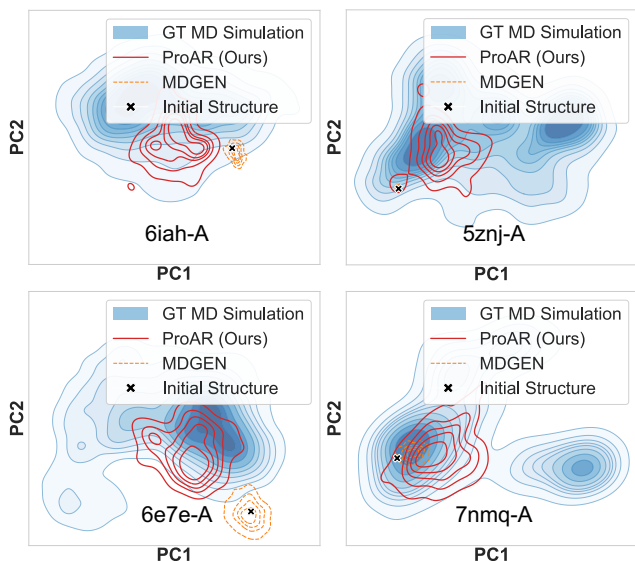 GT MD Simulation
ProAR (Ours)
MDGEN
Initial Structure
PC2
6iah-A
PC1
GT MD Simulation
ProAR (Ours)
MDGEN
Initial Structure
PC2
5znj-A
PC1
GT MD Simulation
ProAR (Ours)
MDGEN
Initial Structure
PC2
6e7e-A
PC1
GT MD Simulation
ProAR (Ours)
MDGEN
Initial Structure
PC2
7nmq-A
PC1